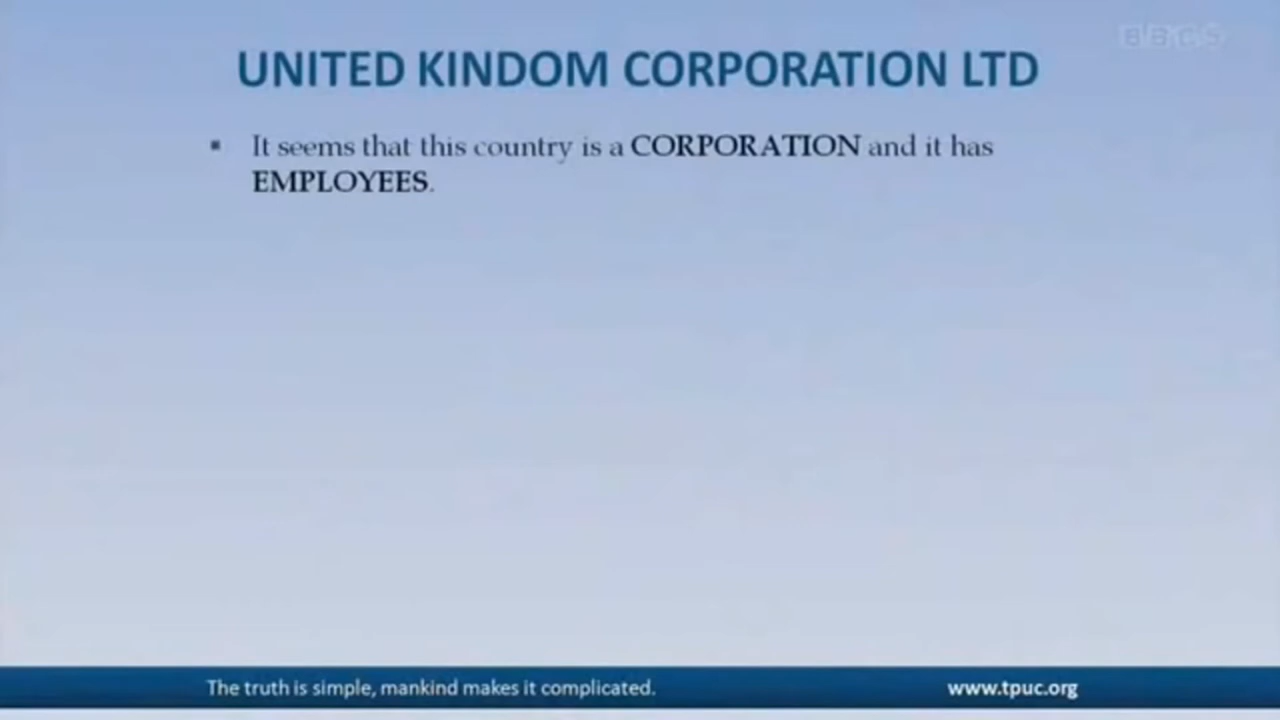 UNITED KINDOM CORPORATION LTD
▪ It seems that this country is a CORPORATION and it has
EMPLOYEES.
The truth is simple, mankind makes it complicated. www.tpuc.org